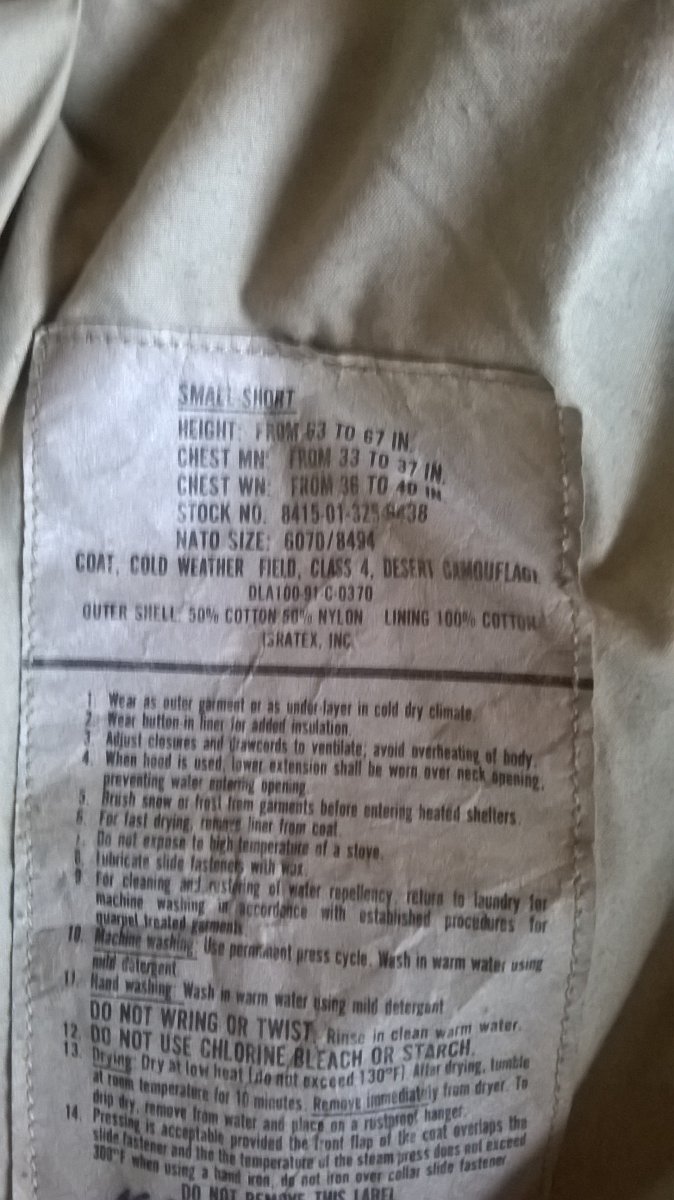 SMALL-SHORT
HEIGHT: FROM 63 TO 67 IN.
CHEST MN: FROM 33 TO 37 IN.
CHEST WN: FROM 36 TO 40 IN
STOCK NO. 8415-01-325-6438
NATO SIZE: 6070/8494
COAT, COLD WEATHER FIELD, CLASS 4, DESERT CAMOUFLAGE
DLA100-91-C-0370
OUTER SHELL: 50% COTTON 50% NYLON LINING 100% COTTON
ISRATEX, INC.
1. Wear as outer garment or as under-layer in cold dry climate.
2. Wear button-in liner for added insulation.
3. Adjust closures and drawcords to ventilate; avoid overheating of body.
4. When hood is used, lower extension shall be worn over neck opening,
preventing water entering opening.
5. Brush snow or frost from garments before entering heated shelters.
6. For fast drying, remove liner from coat.
7. Do not expose to high temperature of a stove.
8. Lubricate slide fasteners with wax.
9. For cleaning and restoring of water repellency, return to laundry for
machine washing in accordance with established procedures for
quarpel treated garments.
10. Machine washing: Use permanent press cycle. Wash in warm water using
mild detergent.
11. Hand washing: Wash in warm water using mild detergent.
DO NOT WRING OR TWIST. Rinse in clean warm water.
12. DO NOT USE CHLORINE BLEACH OR STARCH.
13. Drying: Dry at low heat (do not exceed 130°F) After drying, tumble
at room temperature for 10 minutes. Remove immediately from dryer. To
drip dry, remove from water and place on a rustproof hanger.
14. Pressing is acceptable provided the front flap of the coat overlaps the
slide fastener and the the temperature of the steam press does not exceed
300°F when using a hand iron, do not iron over collar slide fastener
DO NOT REMOVE THIS LABEL